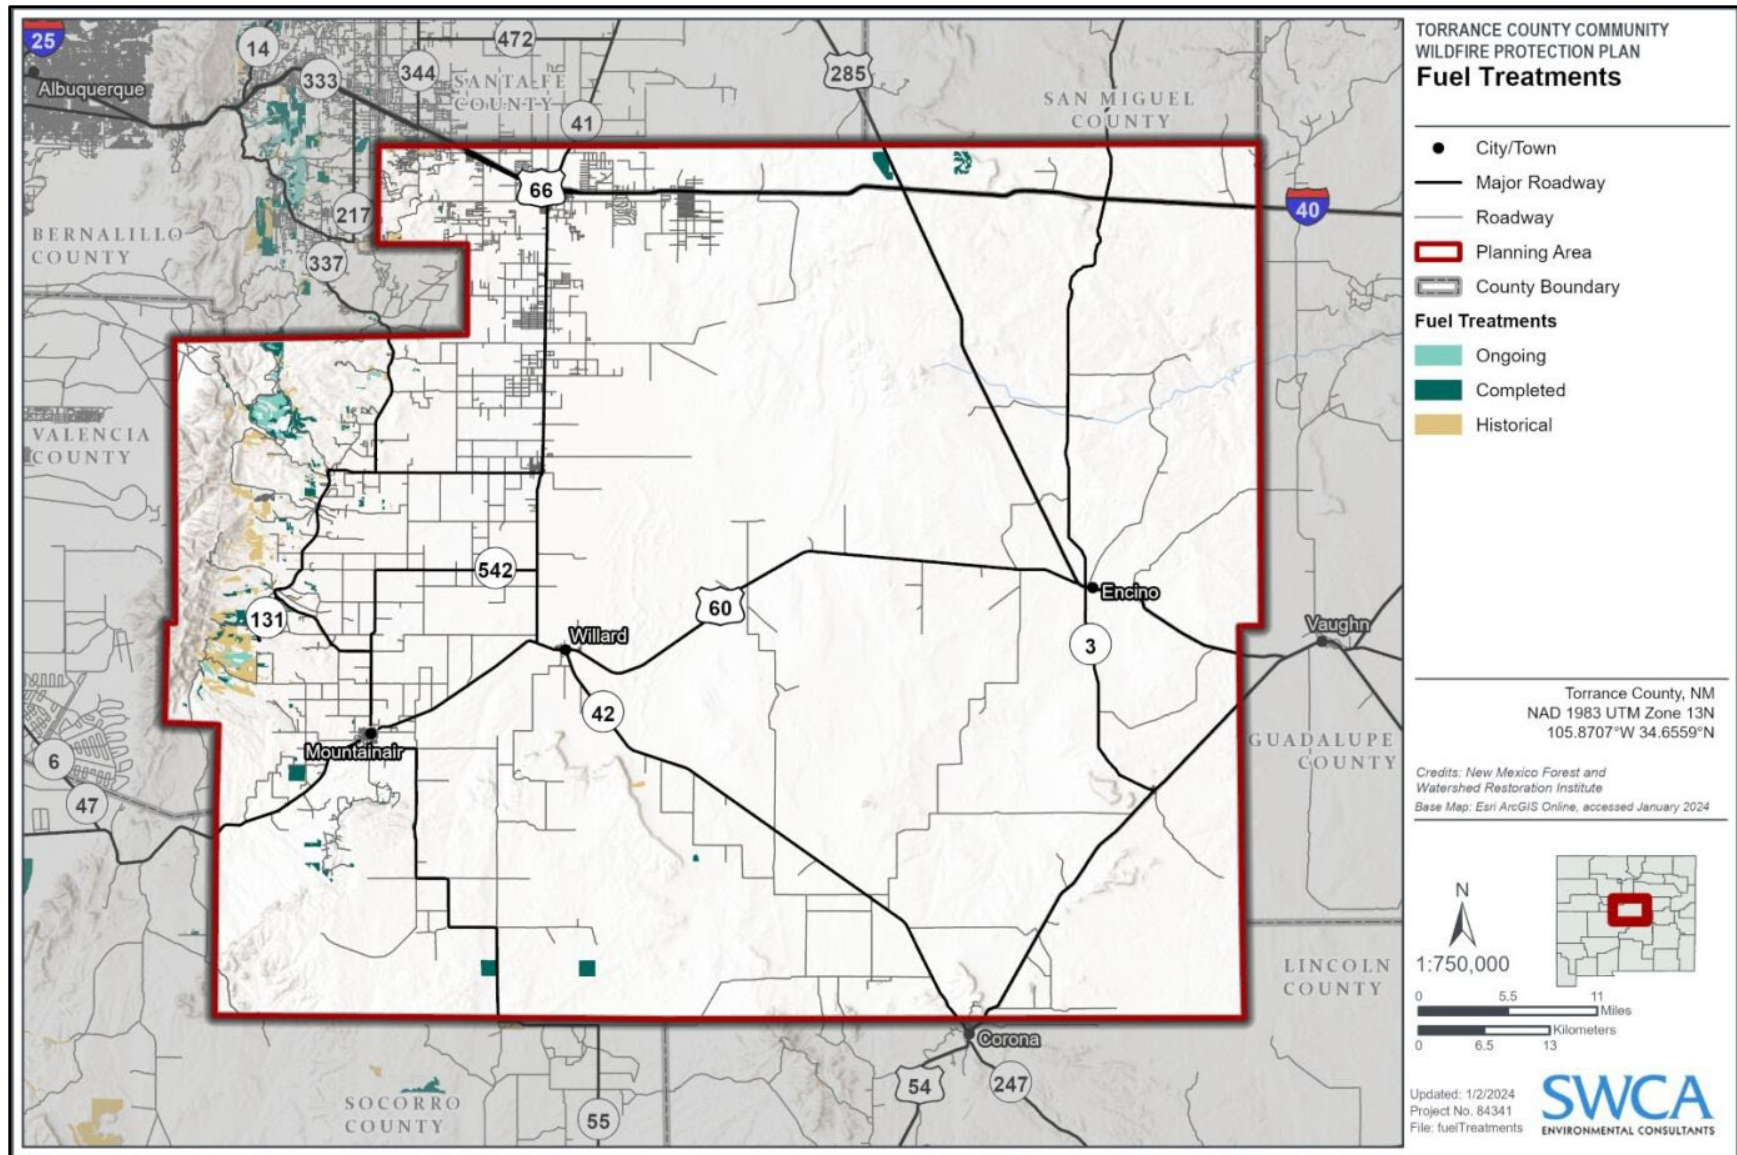 25
Albuquerque
14
333
344
472
SANTA FE
COUNTY
41
285
SAN MIGUEL
COUNTY
66
40
217
337
BERNALILLO
COUNTY
VALENCIA
COUNTY
542
131
60
Encino
3
Willard
Vaughn
42
Mountainair
6
47
GUADALUPE
COUNTY
LINCOLN
COUNTY
Corona
54
247
55
SOCORRO
COUNTY
TORRANCE COUNTY COMMUNITY
WILDFIRE PROTECTION PLAN
Fuel Treatments
City/Town
Major Roadway
Roadway
Planning Area
County Boundary
Fuel Treatments
Ongoing
Completed
Historical
Torrance County, NM
NAD 1983 UTM Zone 13N
105.8707°W 34.6559°N
Credits: New Mexico Forest and
Watershed Restoration Institute
Base Map: Esri ArcGIS Online, accessed January 2024
N
1:750,000
0 5.5 11
Miles
Kilometers
0 6.5 13
Updated: 1/2/2024
Project No. 84341
File: fuelTreatments
SWCA
ENVIRONMENTAL CONSULTANTS